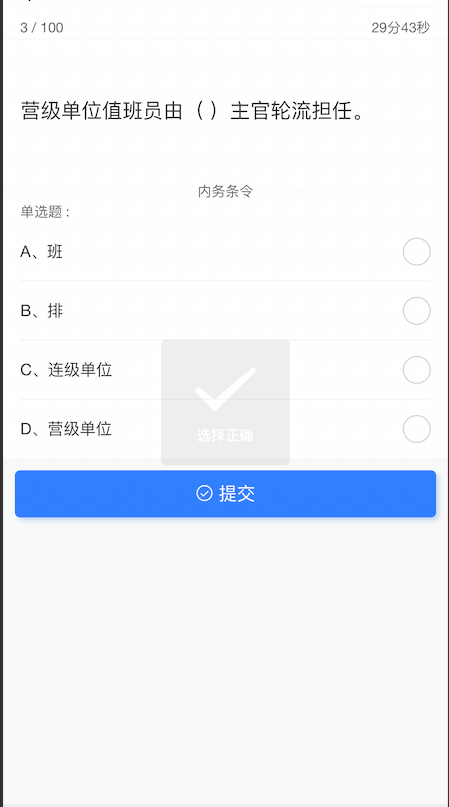 3 / 100
29分43秒
营级单位值班员由（ ）主官轮流担任。
内务条令
单选题 :
A、班
B、排
C、连级单位
D、营级单位
选择正确
提交